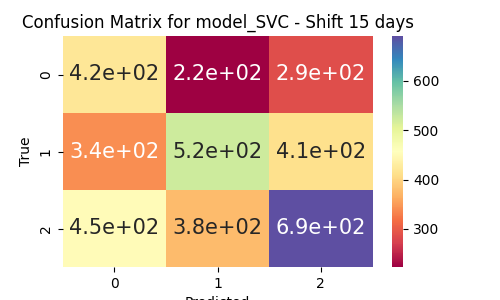 Confusion Matrix for model_SVC - Shift 15 days
True
0
4.2e+02 2.2e+02 2.9e+02
1
3.4e+02 5.2e+02 4.1e+02
2
4.5e+02 3.8e+02 6.9e+02
0 1 2
Predicted
600
500
400
300